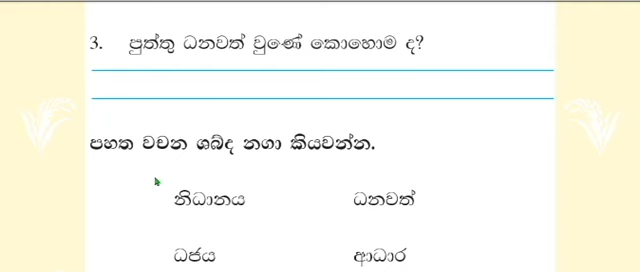 3. පුත්තු ධනවත් වුණේ කොහොම ද?
පහත වචන ශබ්ද නගා කියවන්න.
නිධානය ධනවත්
ධජය ආධාර